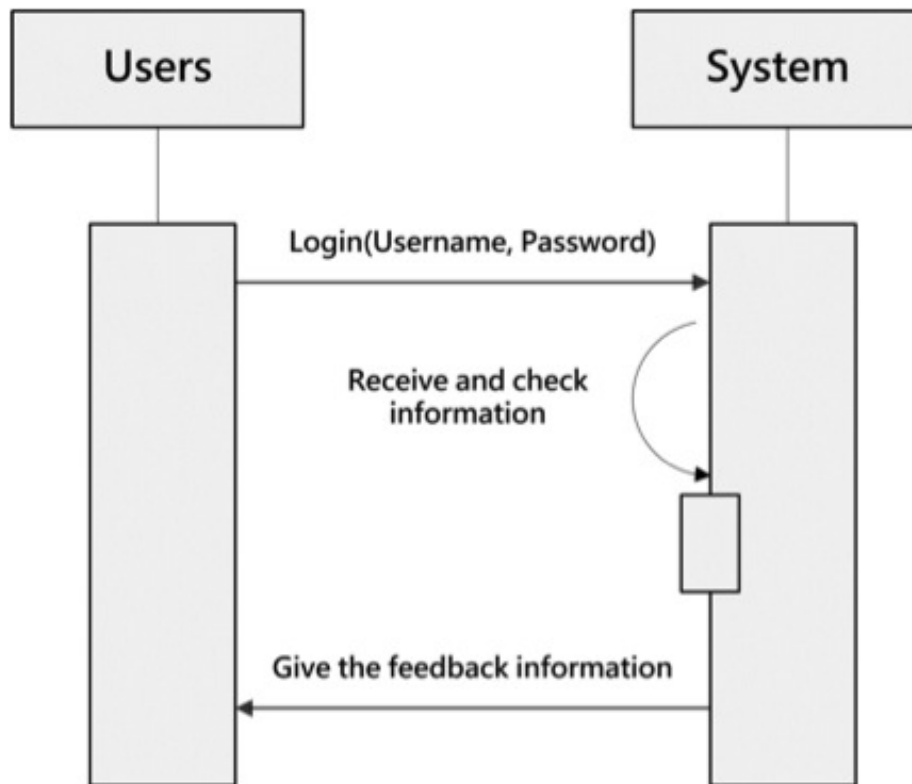 Users
System
Login(Username, Password)
Receive and check
information
Give the feedback information